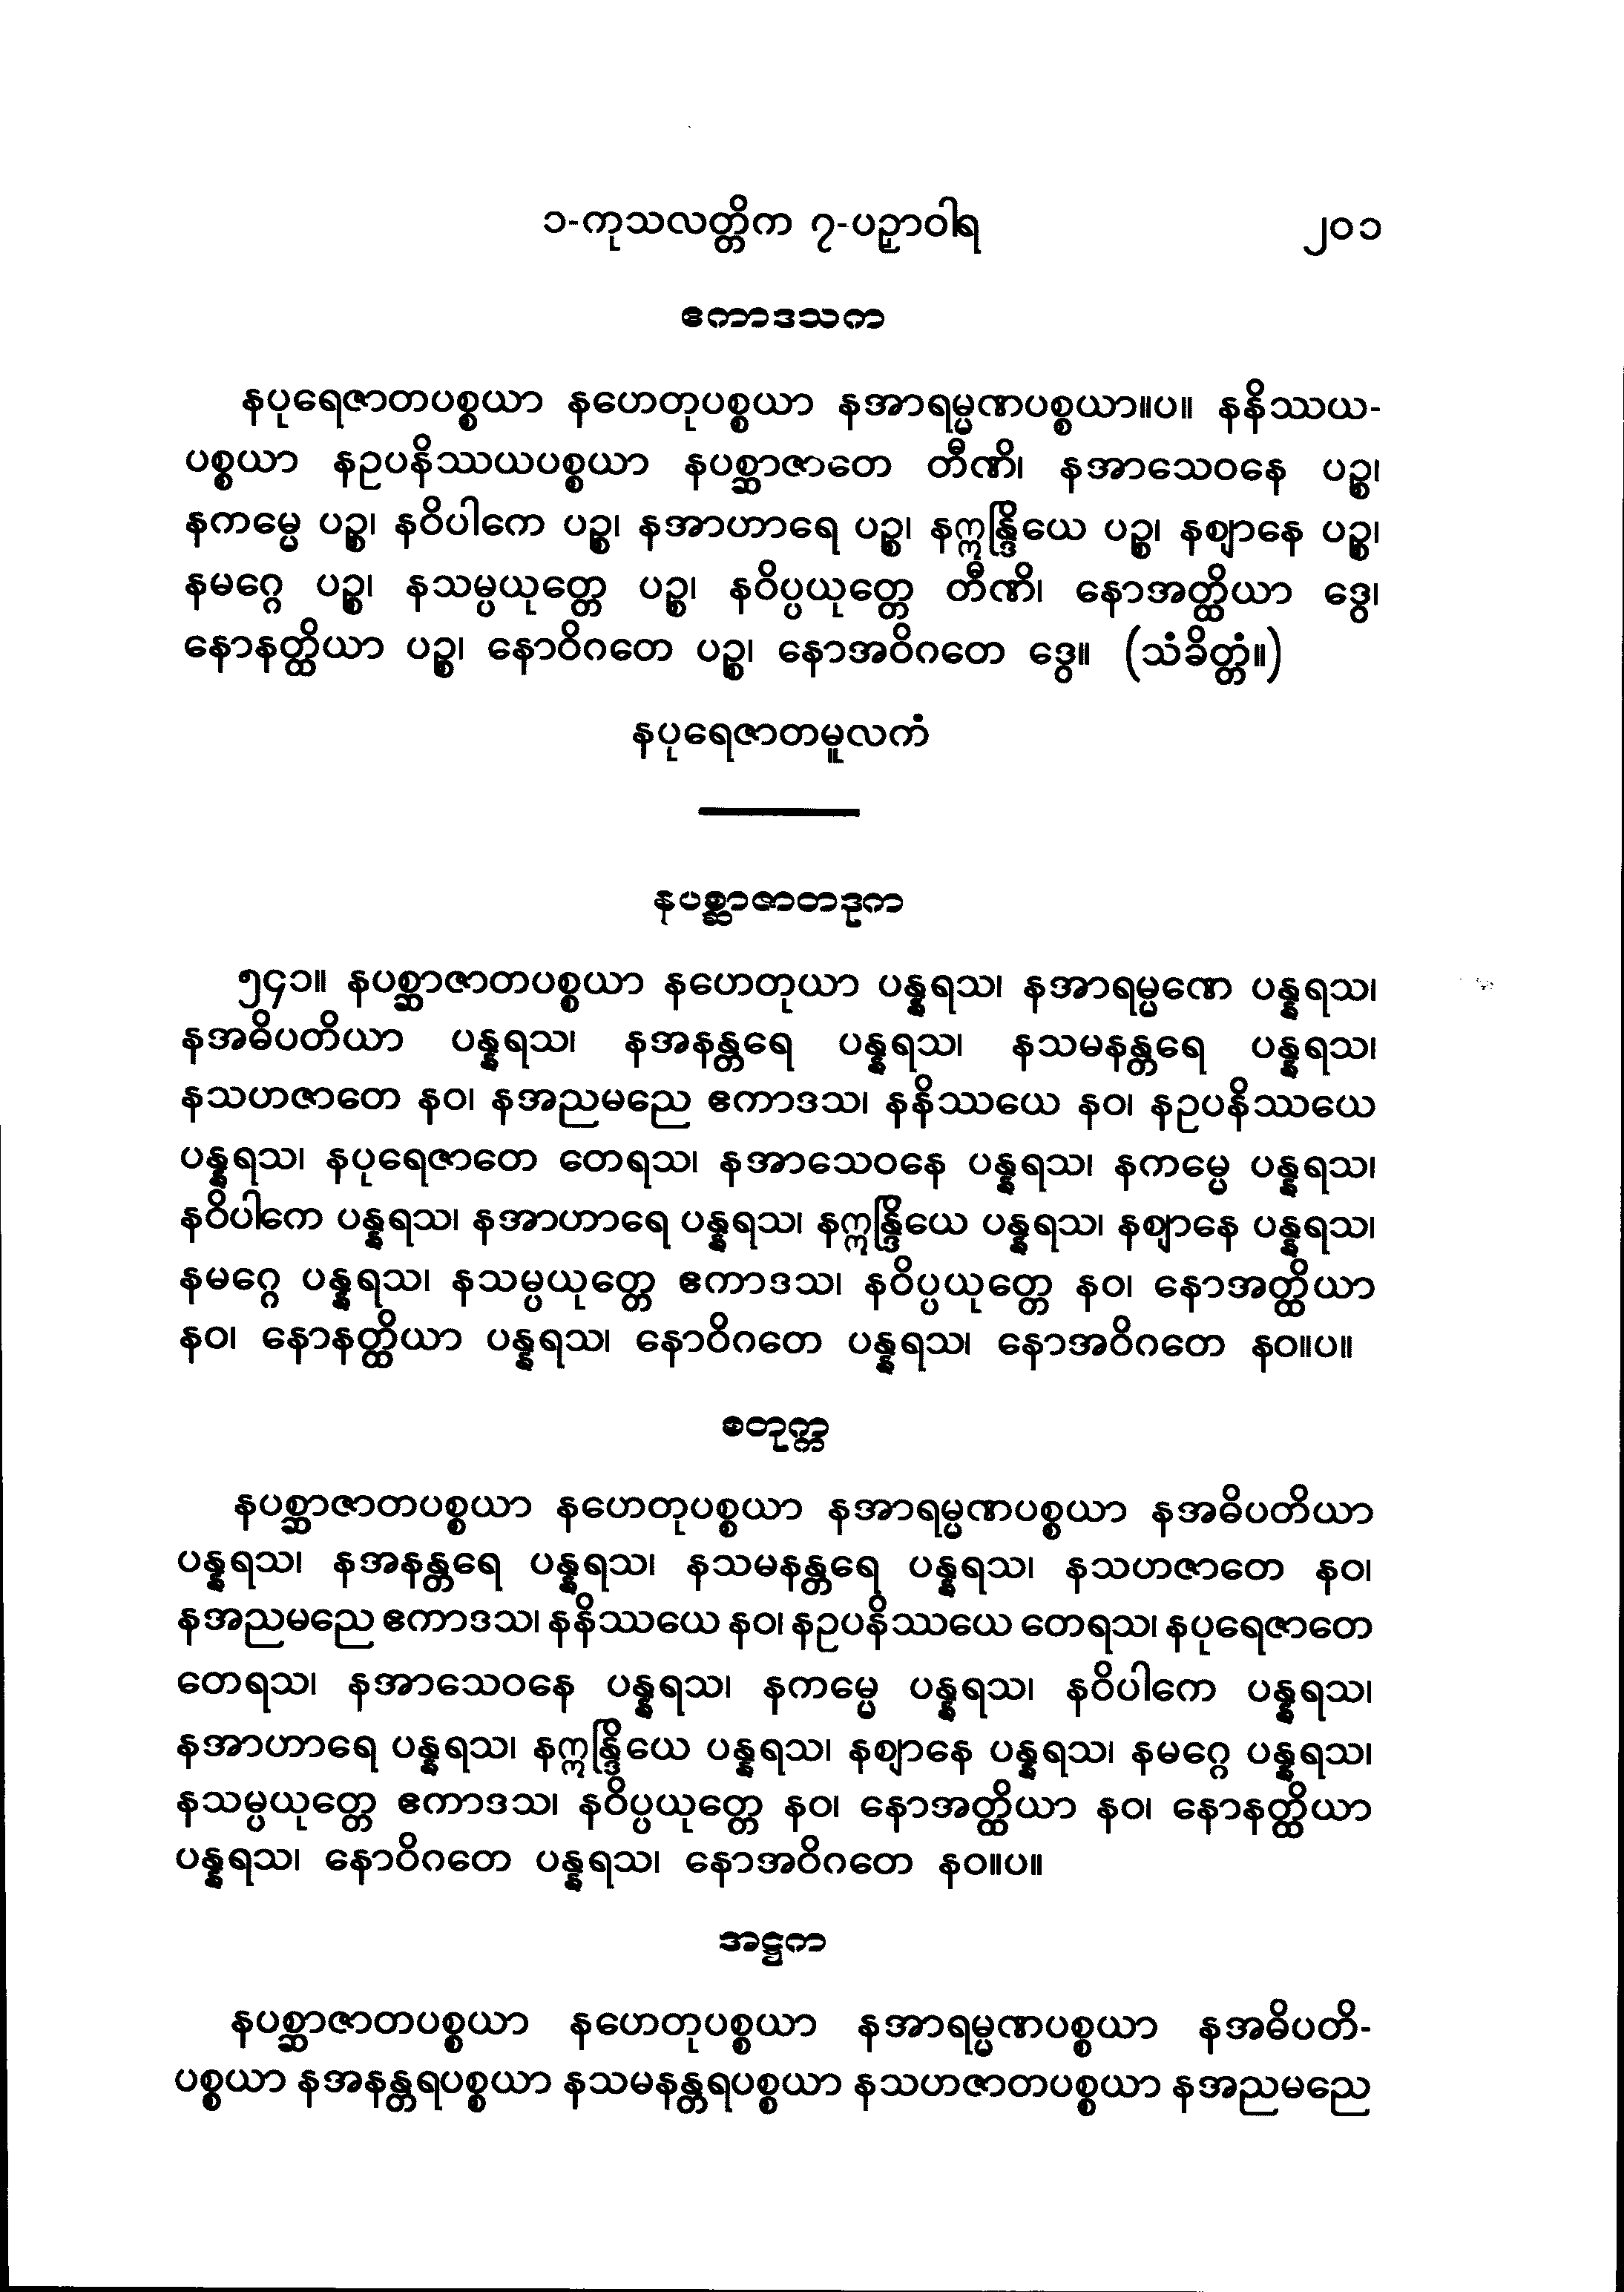 ၁-ကုသလတ္တိက ၇-ပဉှာဝါရ ၂၀၁
ဧကာဒသက
နပုရေဇာတပစ္စယာ နဟေတုပစ္စယာ နအာရမ္မဏပစ္စယာ။ပ။ နနိဿယ-
ပစ္စယာ နဥပနိဿယပစ္စယာ နပစ္ဆာဇာတေ တီဏိ၊ နအာသေဝနေ ပဉ္စ၊
နကမ္မေ ပဉ္စ၊ နဝိပါကေ ပဉ္စ၊ နအာဟာရေ ပဉ္စ၊ နဣန္ဒြိယေ ပဉ္စ၊ နဈာနေ ပဉ္စ၊
နမဂ္ဂေ ပဉ္စ၊ နသမ္ပယုတ္တေ ပဉ္စ၊ နဝိပ္ပယုတ္တေ တီဏိ၊ နောအတ္ထိယာ ဒွေ၊
နောနတ္ထိယာ ပဉ္စ၊ နောဝိဂတေ ပဉ္စ၊ နောအဝိဂတေ ဒွေ။ (သံခိတ္တံ။)
နပုရေဇာတမူလကံ
နပစ္ဆာဇာတဒုက
၅၄၁။ နပစ္ဆာဇာတပစ္စယာ နဟေတုယာ ပန္နရသ၊ နအာရမ္မဏေ ပန္နရသ၊
နအဓိပတိယာ ပန္နရသ၊ နအနန္တရေ ပန္နရသ၊ နသမနန္တရေ ပန္နရသ၊
နသဟဇာတေ နဝ၊ နအညမညေ ဧကာဒသ၊ နနိဿယေ နဝ၊ နဥပနိဿယေ
ပန္နရသ၊ နပုရေဇာတေ တေရသ၊ နအာသေဝနေ ပန္နရသ၊ နကမ္မေ ပန္နရသ၊
နဝိပါကေ ပန္နရသ၊ နအာဟာရေ ပန္နရသ၊ နဣန္ဒြိယေ ပန္နရသ၊ နဈာနေ ပန္နရသ၊
နမဂ္ဂေ ပန္နရသ၊ နသမ္ပယုတ္တေ ဧကာဒသ၊ နဝိပ္ပယုတ္တေ နဝ၊ နောအတ္ထိယာ
နဝ၊ နောနတ္ထိယာ ပန္နရသ၊ နောဝိဂတေ ပန္နရသ၊ နောအဝိဂတေ နဝ။ပ။
စတုက္က
နပစ္ဆာဇာတပစ္စယာ နဟေတုပစ္စယာ နအာရမ္မဏပစ္စယာ နအဓိပတိယာ
ပန္နရသ၊ နအနန္တရေ ပန္နရသ၊ နသမနန္တရေ ပန္နရသ၊ နသဟဇာတေ နဝ၊
နအညမညေ ဧကာဒသ၊ နနိဿယေ နဝ၊ နဥပနိဿယေ တေရသ၊ နပုရေဇာတေ
တေရသ၊ နအာသေဝနေ ပန္နရသ၊ နကမ္မေ ပန္နရသ၊ နဝိပါကေ ပန္နရသ၊
နအာဟာရေ ပန္နရသ၊ နဣန္ဒြိယေ ပန္နရသ၊ နဈာနေ ပန္နရသ၊ နမဂ္ဂေ ပန္နရသ၊
နသမ္ပယုတ္တေ ဧကာဒသ၊ နဝိပ္ပယုတ္တေ နဝ၊ နောအတ္ထိယာ နဝ၊ နောနတ္ထိယာ
ပန္နရသ၊ နောဝိဂတေ ပန္နရသ၊ နောအဝိဂတေ နဝ။ပ။
အဋ္ဌက
နပစ္ဆာဇာတပစ္စယာ နဟေတုပစ္စယာ နအာရမ္မဏပစ္စယာ နအဓိပတိ-
ပစ္စယာ နအနန္တရပစ္စယာ နသမနန္တရပစ္စယာ နသဟဇာတပစ္စယာ နအညမညေ